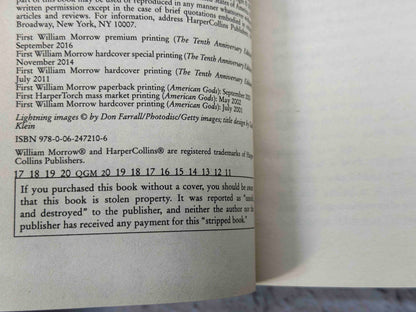 part of this book may be used or reproduced in any manner
written permission except in the case of brief quotations embodied
articles and reviews. For information, address HarperCollins Publishers,
Broadway, New York, NY 10007.
First William Morrow premium printing (The Tenth Anniversary
September 2016
First William Morrow hardcover special printing (The Tenth Anniversary
November 2014
First William Morrow hardcover printing (The Tenth Anniversary
July 2011
First William Morrow paperback printing (American Gods): September
First HarperTorch mass market printing (American Gods): May 2002
First William Morrow hardcover printing (American Gods): July 2001
Lightning images © by Don Farrall/Photodisc/Getty images; title design by
Klein
ISBN 978-0-06-247210-6
William Morrow® and HarperCollins® are registered trademarks of
Collins Publishers.
17 18 19 20 QGM 20 19 18 17 16 15 14 13 12 11
If you purchased this book without a cover, you should be
that this book is stolen property. It was reported as
and destroyed" to the publisher, and neither the author nor
publisher has received any payment for this "stripped book."